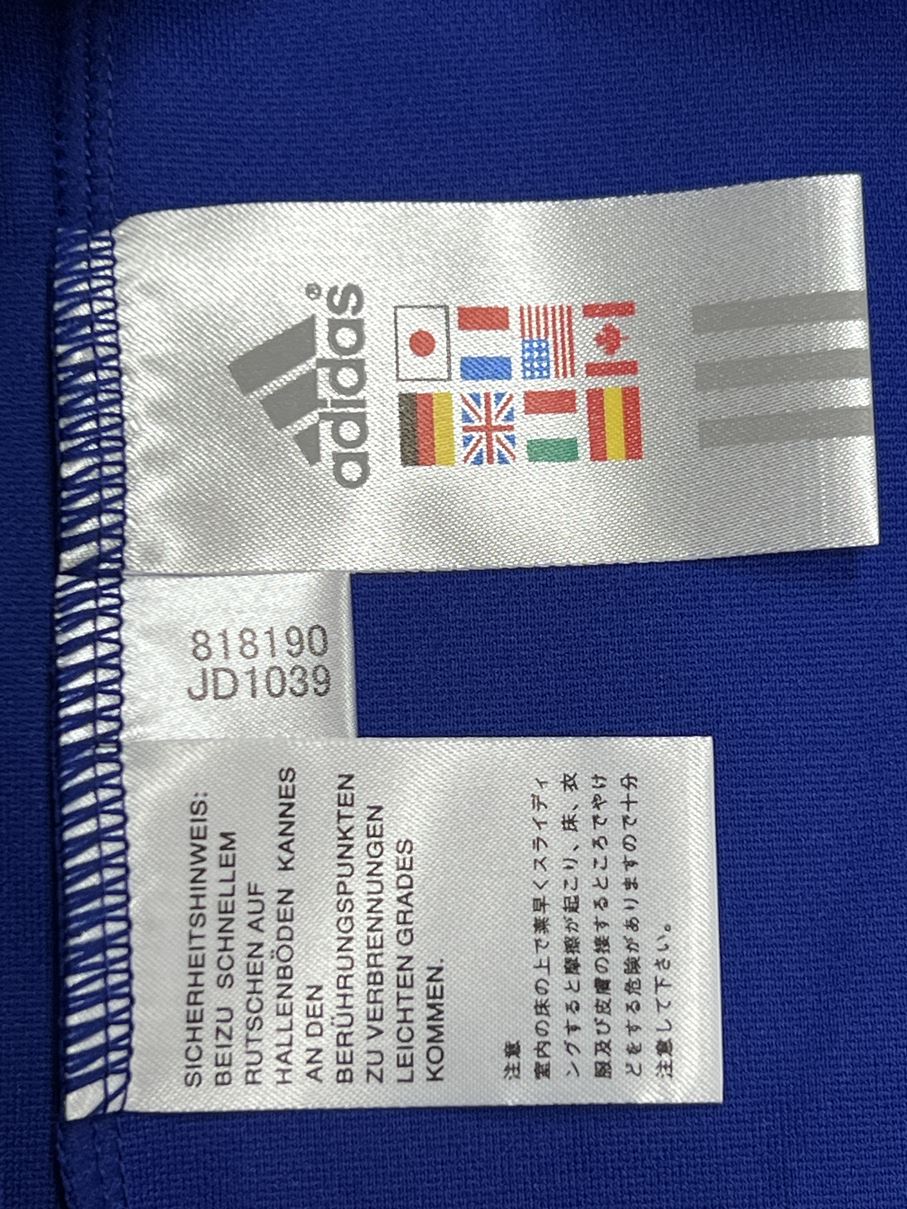 adidas®
818190
JD1039
SICHERHEITSHINWEIS:
BEIZU SCHNELLEM
RUTSCHEN AUF
HALLENBÖDEN KANNES
AN DEN
BERÜHRUNGSPUNKTEN
ZU VERBRENNUNGEN
LEICHTEN GRADES
KOMMEN.
注意
室内の床の上で素早くスライディ
ングすると摩擦が起こり、床、衣
服及び皮膚の接するところでやけ
どをする危険がありますので十分
注意して下さい。